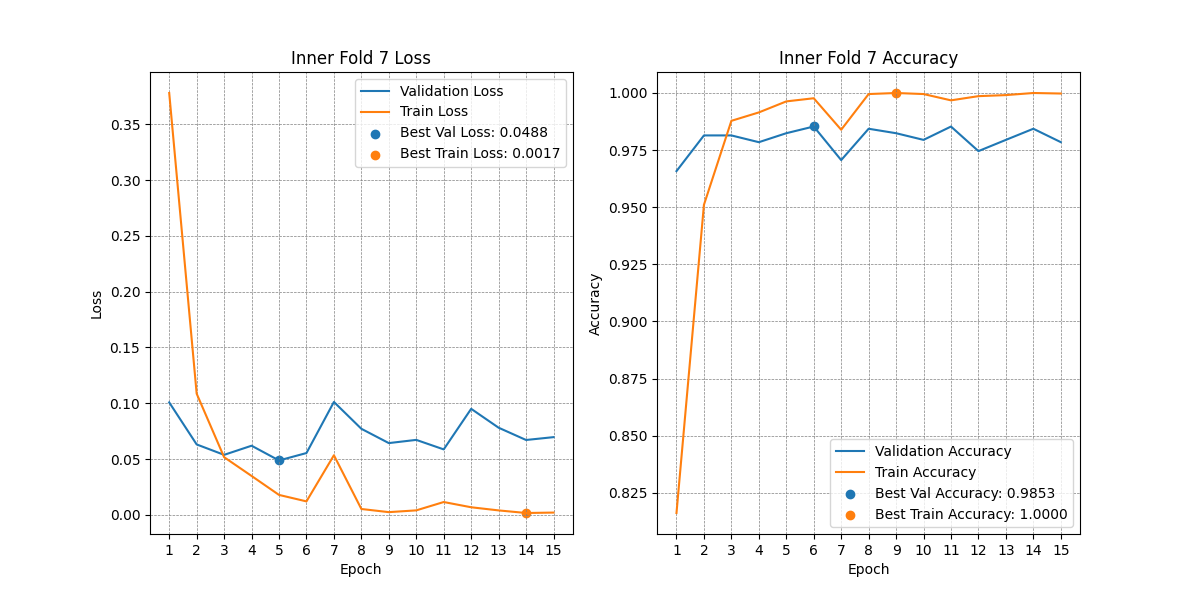 Inner Fold 7 Loss
Loss
0.35
0.30
0.25
0.20
0.15
0.10
0.05
0.00
Validation Loss
Train Loss
Best Val Loss: 0.0488
Best Train Loss: 0.0017
1 2 3 4 5 6 7 8 9 10 11 12 13 14 15
Epoch
Inner Fold 7 Accuracy
Accuracy
1.000
0.975
0.950
0.925
0.900
0.875
0.850
0.825
Validation Accuracy
Train Accuracy
Best Val Accuracy: 0.9853
Best Train Accuracy: 1.0000
1 2 3 4 5 6 7 8 9 10 11 12 13 14 15
Epoch